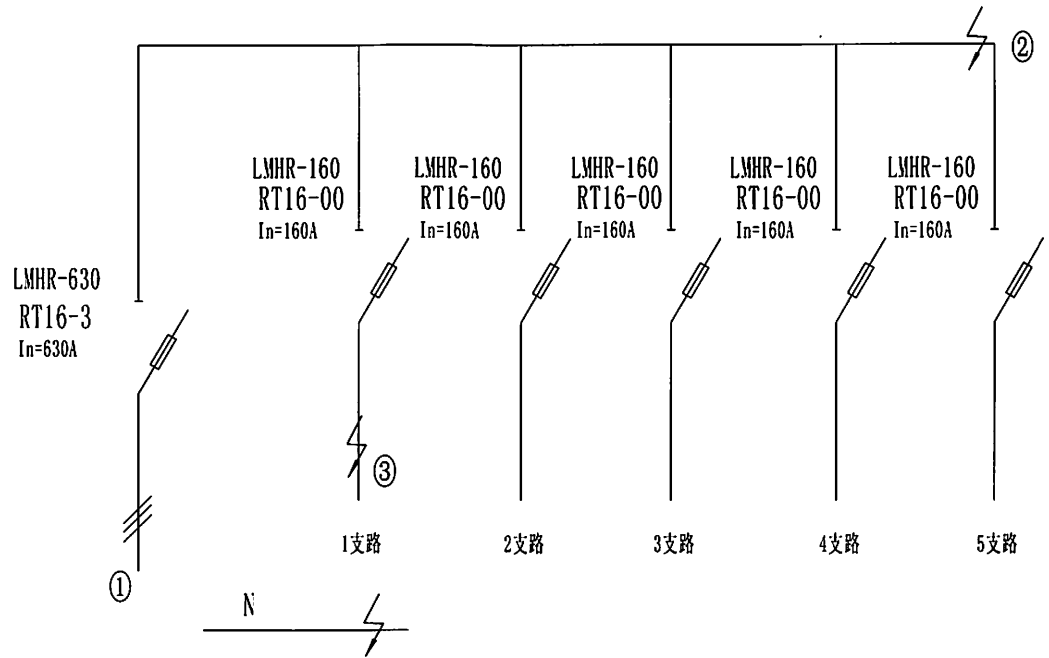 ②
LMHR-160
RT16-00
In=160A
LMHR-160
RT16-00
In=160A
LMHR-160
RT16-00
In=160A
LMHR-160
RT16-00
In=160A
LMHR-160
RT16-00
In=160A
LMHR-630
RT16-3
In=630A
③
1支路
2支路
3支路
4支路
5支路
①
N